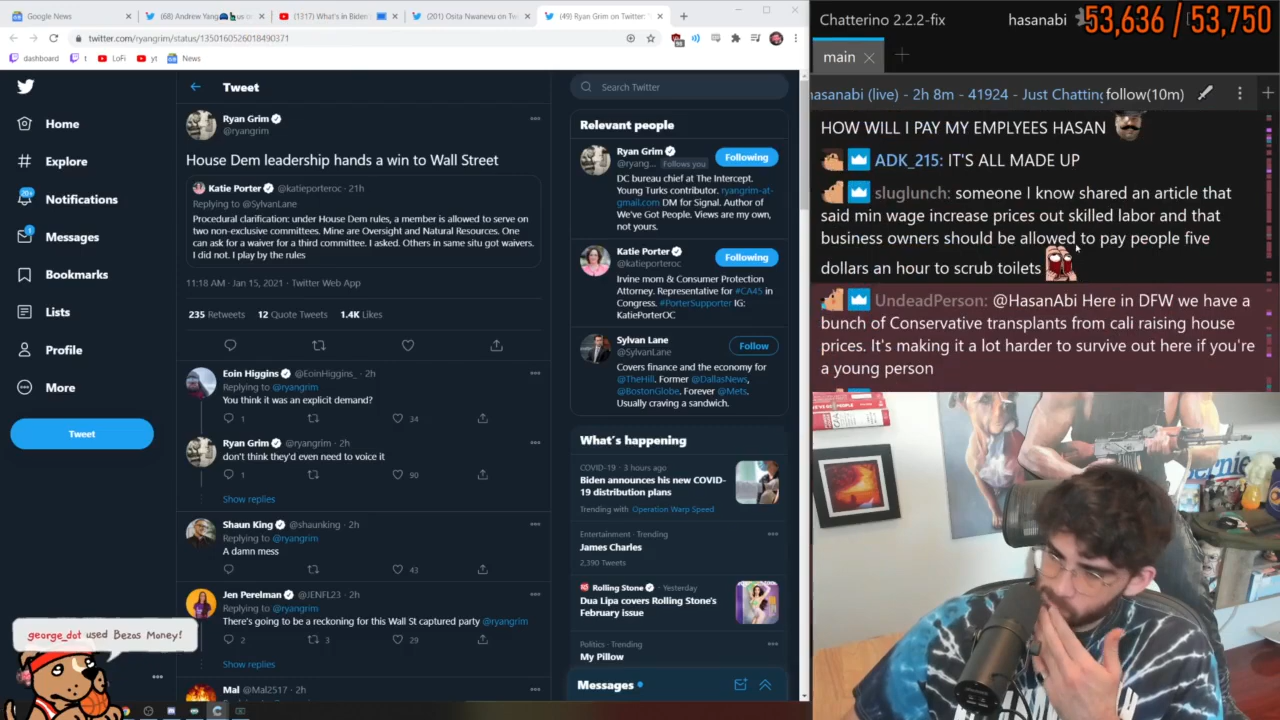 Google News
(68) Andrew Yang
us or
(1317) What's in Biden's
(201) Osita Nwanevu on Tw
(49) Ryan Grim on Twitter: "
twitter.com/ryangrim/status/1350160526018490371
dashboard
t
LoFi
yt
News
Home
Explore
20+
Notifications
Messages
Bookmarks
Lists
Profile
More
Tweet
Tweet
Ryan Grim
@ryangrim
House Dem leadership hands a win to Wall Street
Katie Porter @katieporteroc · 21h
Replying to @SylvanLane
Procedural clarification: under House Dem rules, a member is allowed to serve on
two non-exclusive committees. Mine are Oversight and Natural Resources. One
can ask for a waiver for a third committee. I asked. Others in same situ got waivers.
I did not. I play by the rules
11:18 AM · Jan 15, 2021 · Twitter Web App
235 Retweets 12 Quote Tweets 1.4K Likes
Eoin Higgins @EoinHiggins_ · 2h
Replying to @ryangrim
You think it was an explicit demand?
1
34
Ryan Grim @ryangrim · 2h
don't think they'd even need to voice it
1
90
Show replies
Shaun King @shaunking · 2h
Replying to @ryangrim
A damn mess
43
Jen Perelman @JENFL23 · 2h
Replying to @ryangrim
There's going to be a reckoning for this Wall St captured party @ryangrim
2
3
29
Show replies
Mal @Mal2517 · 2h
george_dot used Bezos Money!
Search Twitter
Relevant people
Ryan Grim
@ryang... Follows you
Following
DC bureau chief at The Intercept.
Young Turks contributor. ryangrim-at-
gmail.com DM for Signal. Author of
We've Got People. Views are my own,
not yours.
Katie Porter
@katieporteroc
Following
Irvine mom & Consumer Protection
Attorney. Representative for #CA45 in
Congress. #PorterSupporter IG:
KatiePorterOC
Sylvan Lane
@SylvanLane
Follow
Covers finance and the economy for
@TheHill. Former @DallasNews,
@BostonGlobe. Forever @Mets.
Usually craving a sandwich.
What's happening
COVID-19 · 3 hours ago
Biden announces his new COVID-
19 distribution plans
Trending with Operation Warp Speed
Entertainment · Trending
James Charles
2,390 Tweets
Rolling Stone · Yesterday
Dua Lipa covers Rolling Stone's
February issue
Politics · Trending
My Pillow
Messages
Chatterino 2.2.2-fix
hasanabi
53,636 / 53,750
main
hasanabi (live) - 2h 8m - 41924 - Just Chatting
follow(10m)
HOW WILL I PAY MY EMPLYEES HASAN
ADK_215: IT'S ALL MADE UP
sluglunch: someone I know shared an article that
said min wage increase prices out skilled labor and that
business owners should be allowed to pay people five
dollars an hour to scrub toilets
UndeadPerson: @HasanAbi Here in DFW we have a
bunch of Conservative transplants from cali raising house
prices. It's making it a lot harder to survive out here if you're
a young person
Bernie